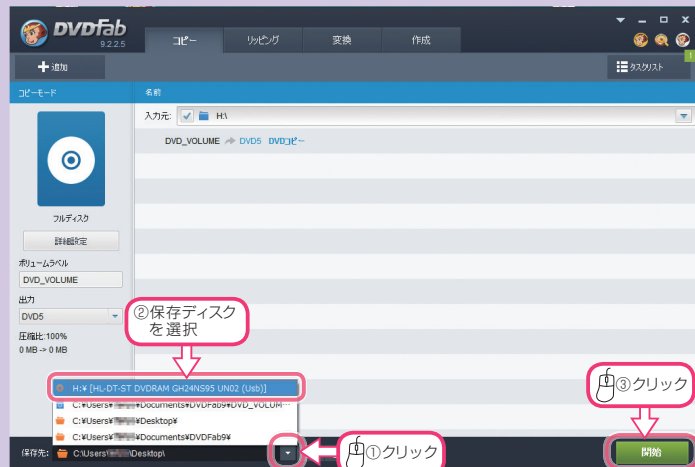 DVDFab
9.2.2.5
コピー
リッピング
変換
作成
追加
タスクリスト
1
コピーモード
名前
入力元: H:\
DVD_VOLUME DVD5 DVDコピー
フルディスク
詳細設定
ボリュームラベル
DVD_VOLUME
出力
DVD5
圧縮比:100%
0 MB -> 0 MB
②保存ディスク
を選択
H:¥ [HL-DT-ST DVDRAM GH24NS95 UN02 (Usb)]
C:¥Users¥ ¥Documents¥DVDFab9¥DVD_VOLUM…
C:¥Users¥ ¥Desktop¥
C:¥Users¥ ¥Documents¥DVDFab9¥
保存先: C:\Users\ \Desktop\
①クリック
③クリック
開始